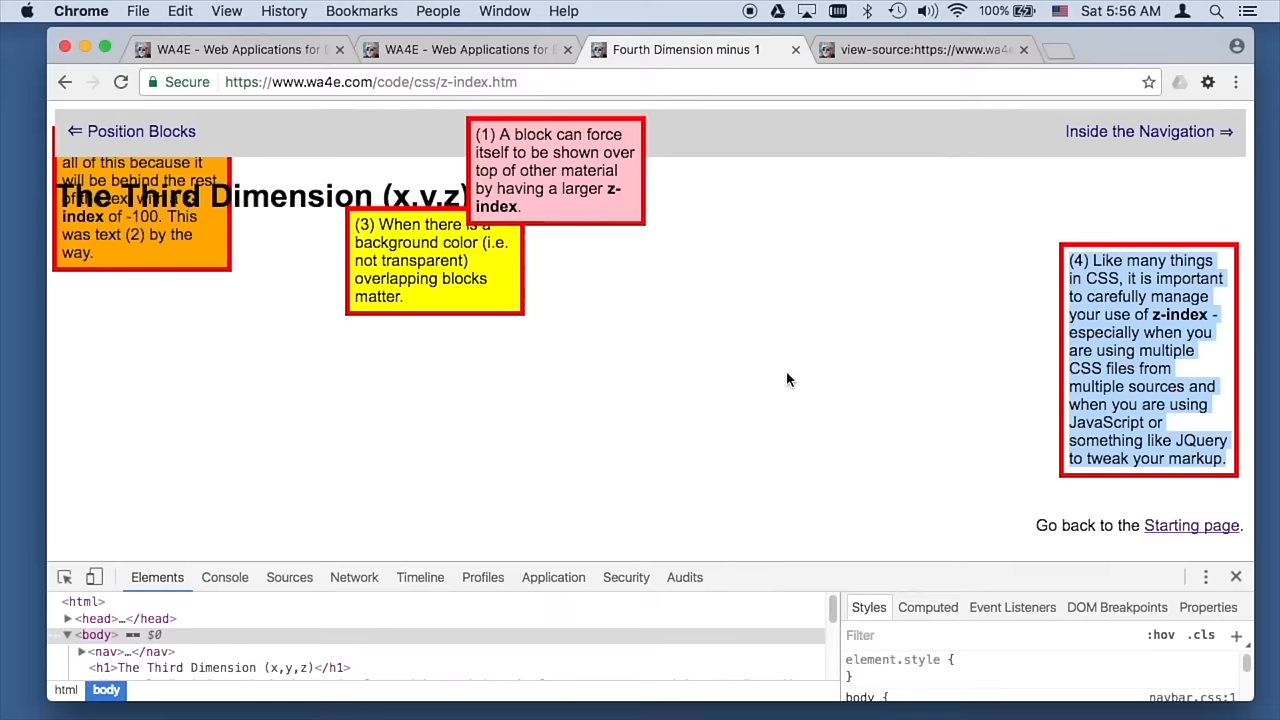 Chrome File Edit View History Bookmarks People Window Help 100% Sat 5:56 AM
WA4E - Web Applications for
WA4E - Web Applications for
Fourth Dimension minus 1
view-source:https://www.wa4e
Secure https://www.wa4e.com/code/css/z-index.htm
⇐ Position Blocks
Inside the Navigation ⇒
(1) A block can force
itself to be shown over
top of other material
by having a larger z-
index.
all of this because it
will be behind the rest
of the text with a z-
index of -100. This
was text (2) by the
way.
The Third Dimension (x,y,z)
(3) When there is a
background color (i.e.
not transparent)
overlapping blocks
matter.
(4) Like many things
in CSS, it is important
to carefully manage
your use of z-index -
especially when you
are using multiple
CSS files from
multiple sources and
when you are using
JavaScript or
something like JQuery
to tweak your markup.
Go back to the Starting page.
Elements Console Sources Network Timeline Profiles Application Security Audits
<html>
<head>…</head>
<body> == $0
<nav>…</nav>
<h1>The Third Dimension (x,y,z)</h1>
html body
Styles Computed Event Listeners DOM Breakpoints Properties
Filter :hov .cls +
element.style {
}
body { navbar.css:1